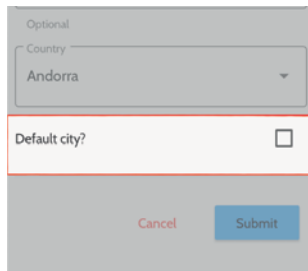 Optional
Country
Andorra
Default city?
Cancel
Submit